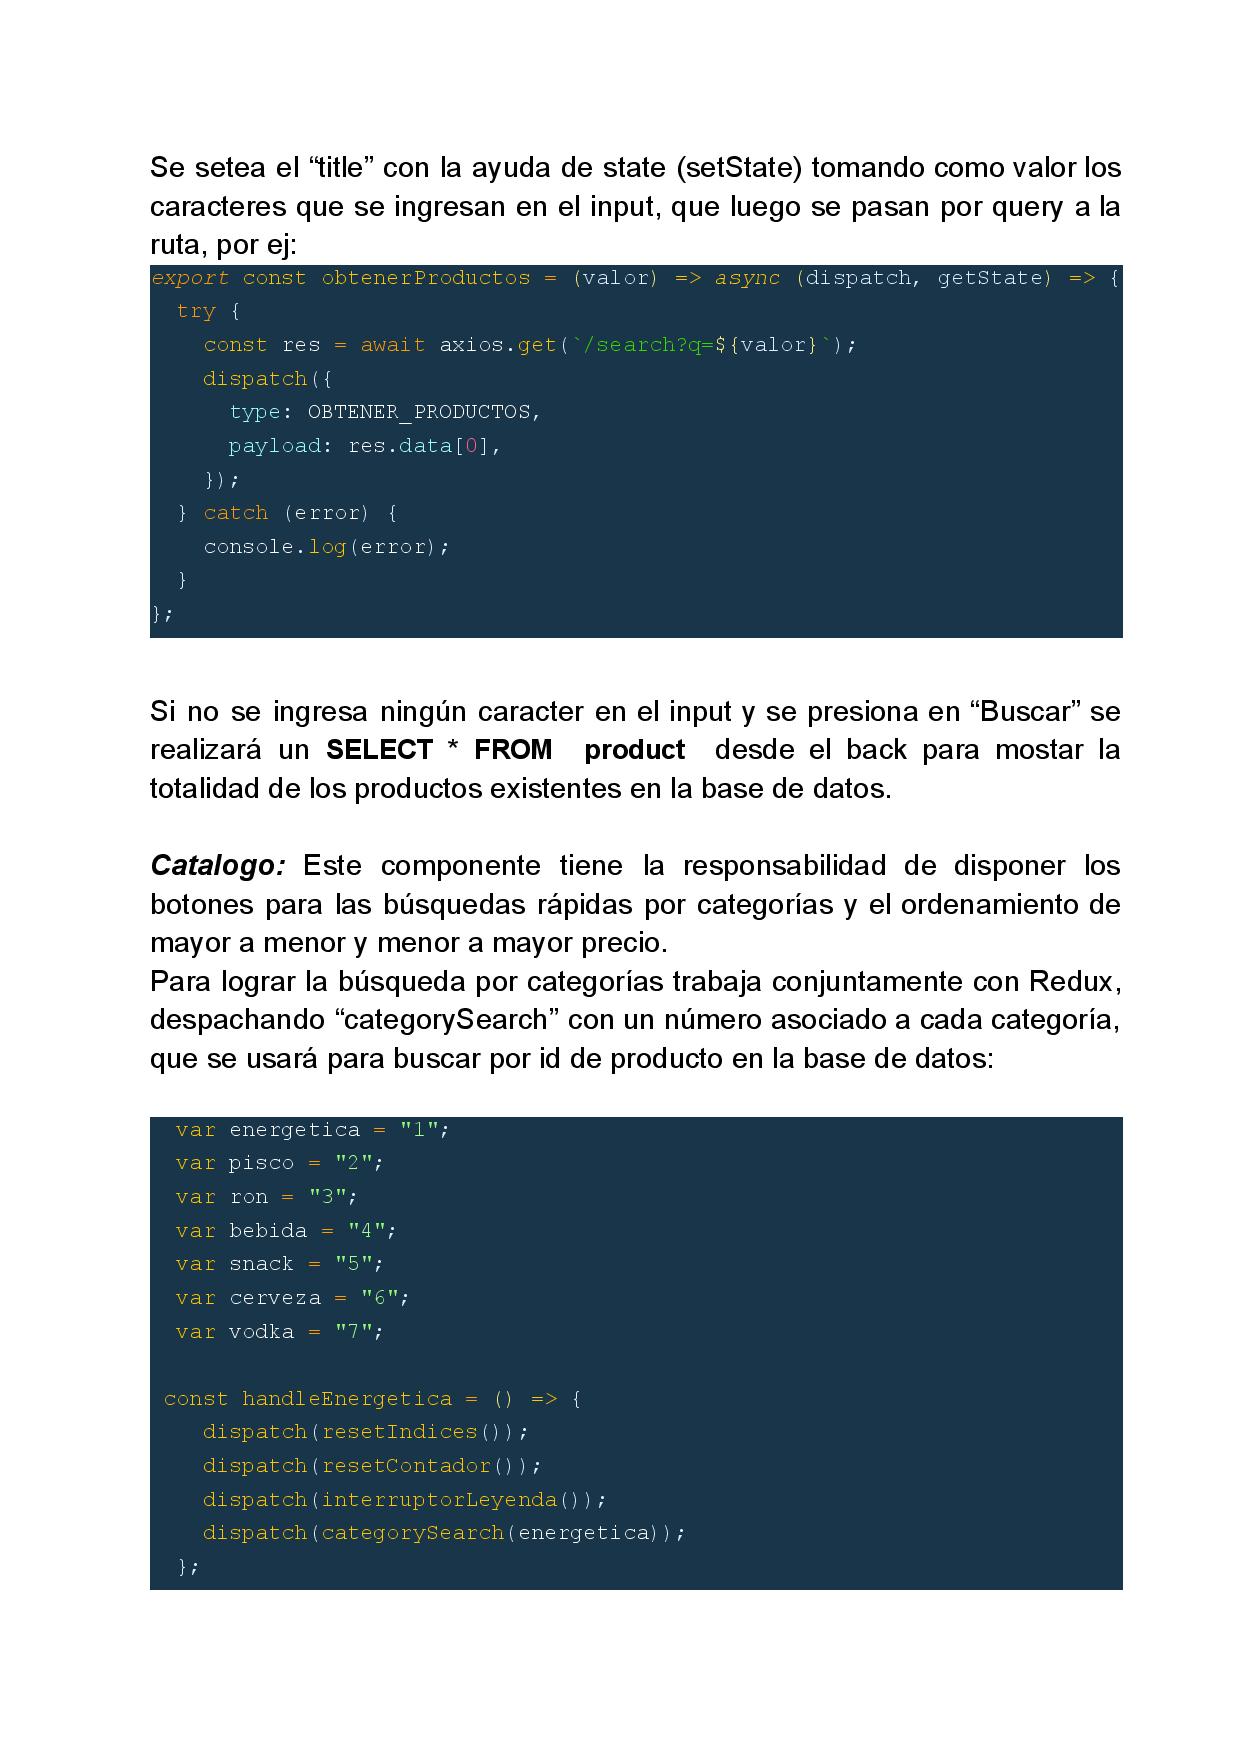 Se setea el “title” con la ayuda de state (setState) tomando como valor los
caracteres que se ingresan en el input, que luego se pasan por query a la
ruta, por ej:
export const obtenerProductos = (valor) => async (dispatch, getState) => {
  try {
    const res = await axios.get(`/search?q=${valor}`);
    dispatch({
      type: OBTENER_PRODUCTOS,
      payload: res.data[0],
    });
  } catch (error) {
    console.log(error);
  }
};
Si no se ingresa ningún caracter en el input y se presiona en “Buscar” se
realizará un SELECT * FROM  product  desde el back para mostar la
totalidad de los productos existentes en la base de datos.
Catalogo: Este componente tiene la responsabilidad de disponer los
botones para las búsquedas rápidas por categorías y el ordenamiento de
mayor a menor y menor a mayor precio.
Para lograr la búsqueda por categorías trabaja conjuntamente con Redux,
despachando “categorySearch” con un número asociado a cada categoría,
que se usará para buscar por id de producto en la base de datos:
  var energetica = "1";
  var pisco = "2";
  var ron = "3";
  var bebida = "4";
  var snack = "5";
  var cerveza = "6";
  var vodka = "7";
 const handleEnergetica = () => {
    dispatch(resetIndices());
    dispatch(resetContador());
    dispatch(interruptorLeyenda());
    dispatch(categorySearch(energetica));
  };